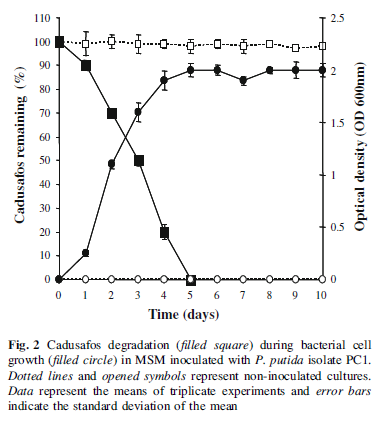 110
100
90
80
70
60
50
40
30
20
10
0
Cadusafos remaining (%)
2.5
2
1.5
1
0.5
0
Optical density (OD 600nm)
0 1 2 3 4 5 6 7 8 9 10
Time (days)
Fig. 2 Cadusafos degradation (filled square) during bacterial cell
growth (filled circle) in MSM inoculated with P. putida isolate PC1.
Dotted lines and opened symbols represent non-inoculated cultures.
Data represent the means of triplicate experiments and error bars
indicate the standard deviation of the mean